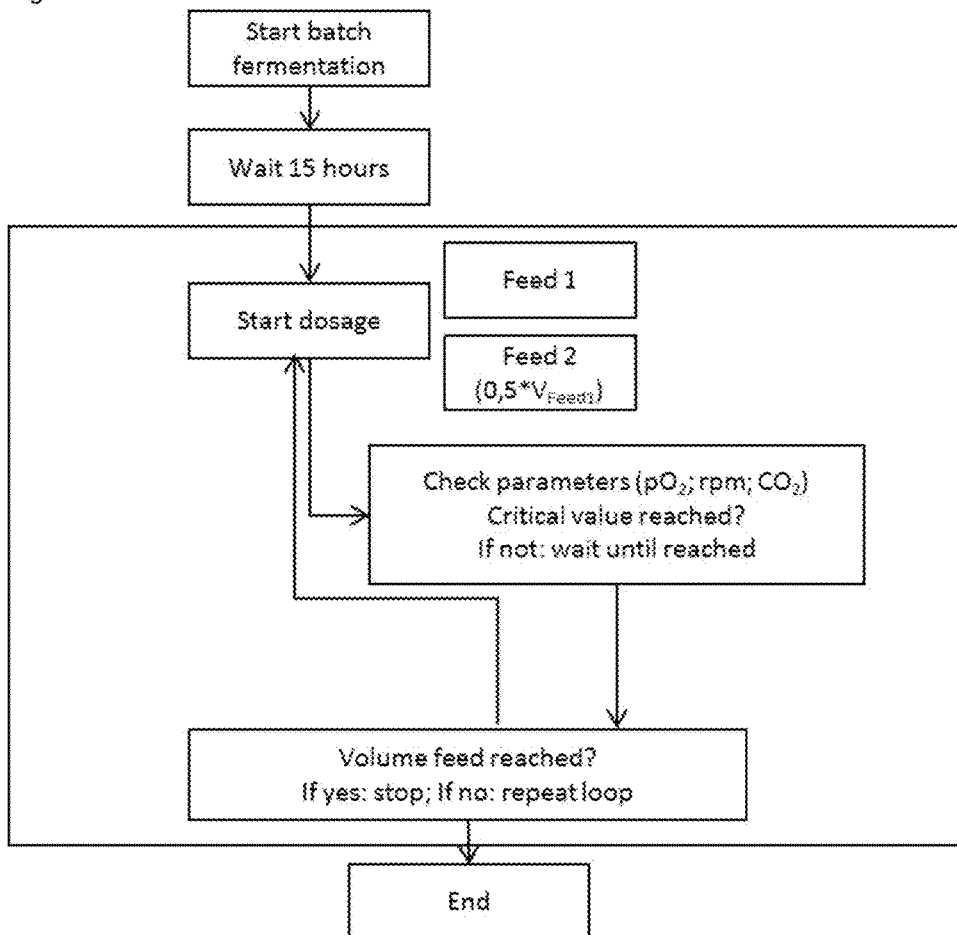 Start batch
fermentation
Wait 15 hours
Feed 1
Start dosage
Feed 2
(0,5*V_Feed1)
Check parameters (pO₂; rpm; CO₂)
Critical value reached?
If not: wait until reached
Volume feed reached?
If yes: stop; If no: repeat loop
End